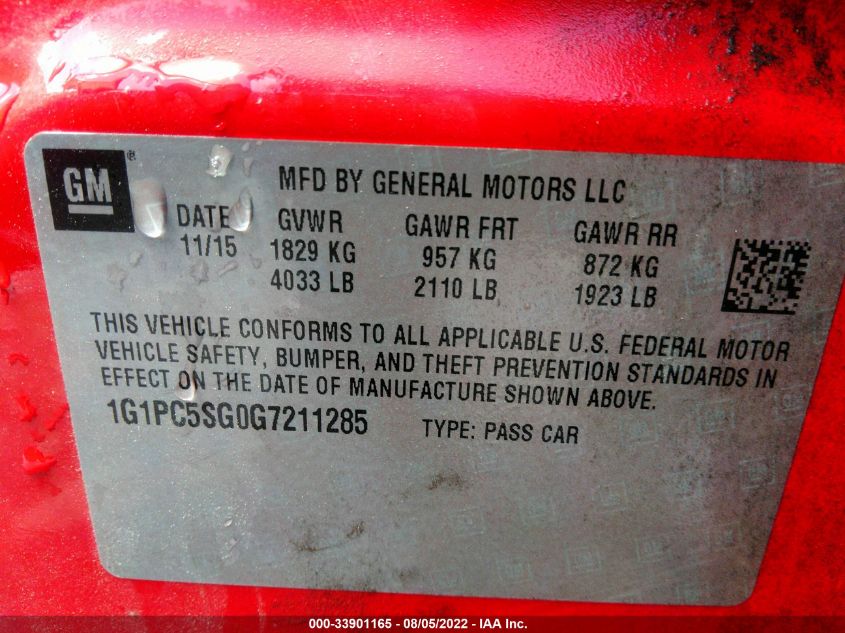 GM ®
MFD BY GENERAL MOTORS LLC
DATE GVWR GAWR FRT GAWR RR
11/15 1829 KG 957 KG 872 KG
4033 LB 2110 LB 1923 LB
THIS VEHICLE CONFORMS TO ALL APPLICABLE U.S. FEDERAL MOTOR
VEHICLE SAFETY, BUMPER, AND THEFT PREVENTION STANDARDS IN
EFFECT ON THE DATE OF MANUFACTURE SHOWN ABOVE.
1G1PC5SG0G7211285 TYPE: PASS CAR
000-33901165 - 08/05/2022 - IAA Inc.